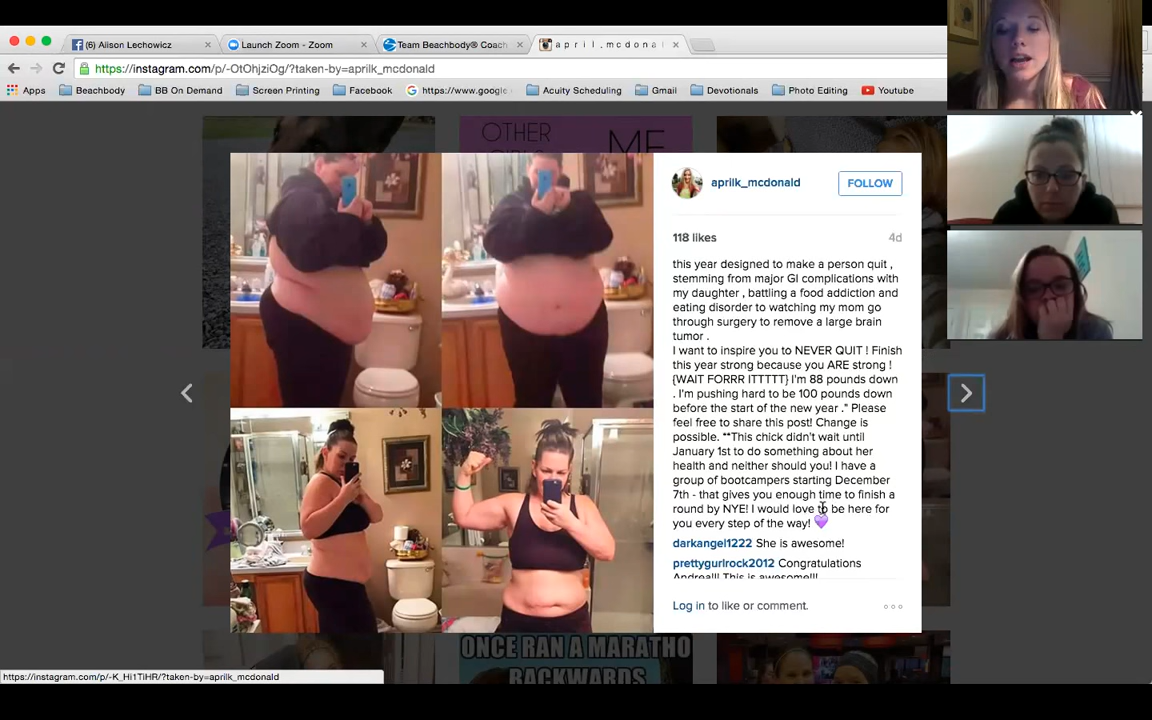 (6) Alison Lechowicz
Launch Zoom - Zoom
Team Beachbody® Coach
a p r i l . m c d o n a l
https://instagram.com/p/-OtOhjziOg/?taken-by=aprilk_mcdonald
Apps
Beachbody
BB On Demand
Screen Printing
Facebook
https://www.google
Acuity Scheduling
Gmail
Devotionals
Photo Editing
Youtube
OTHER
GIRLS
ME
aprilk_mcdonald
FOLLOW
118 likes
4d
this year designed to make a person quit ,
stemming from major GI complications with
my daughter , battling a food addiction and
eating disorder to watching my mom go
through surgery to remove a large brain
tumor .
I want to inspire you to NEVER QUIT ! Finish
this year strong because you ARE strong !
{WAIT FORRR ITTTTT} I'm 88 pounds down
. I'm pushing hard to be 100 pounds down
before the start of the new year ." Please
feel free to share this post! Change is
possible. **This chick didn't wait until
January 1st to do something about her
health and neither should you! I have a
group of bootcampers starting December
7th - that gives you enough time to finish a
round by NYE! I would love to be here for
you every step of the way! 💜
darkangel1222 She is awesome!
prettygurlrock2012 Congratulations
Andrea!!! This is awesome!!!
Log in to like or comment.
ONCE RAN A MARATHO
BACKWARDS
https://instagram.com/p/-K_Hi1TiHR/?taken-by=aprilk_mcdonald